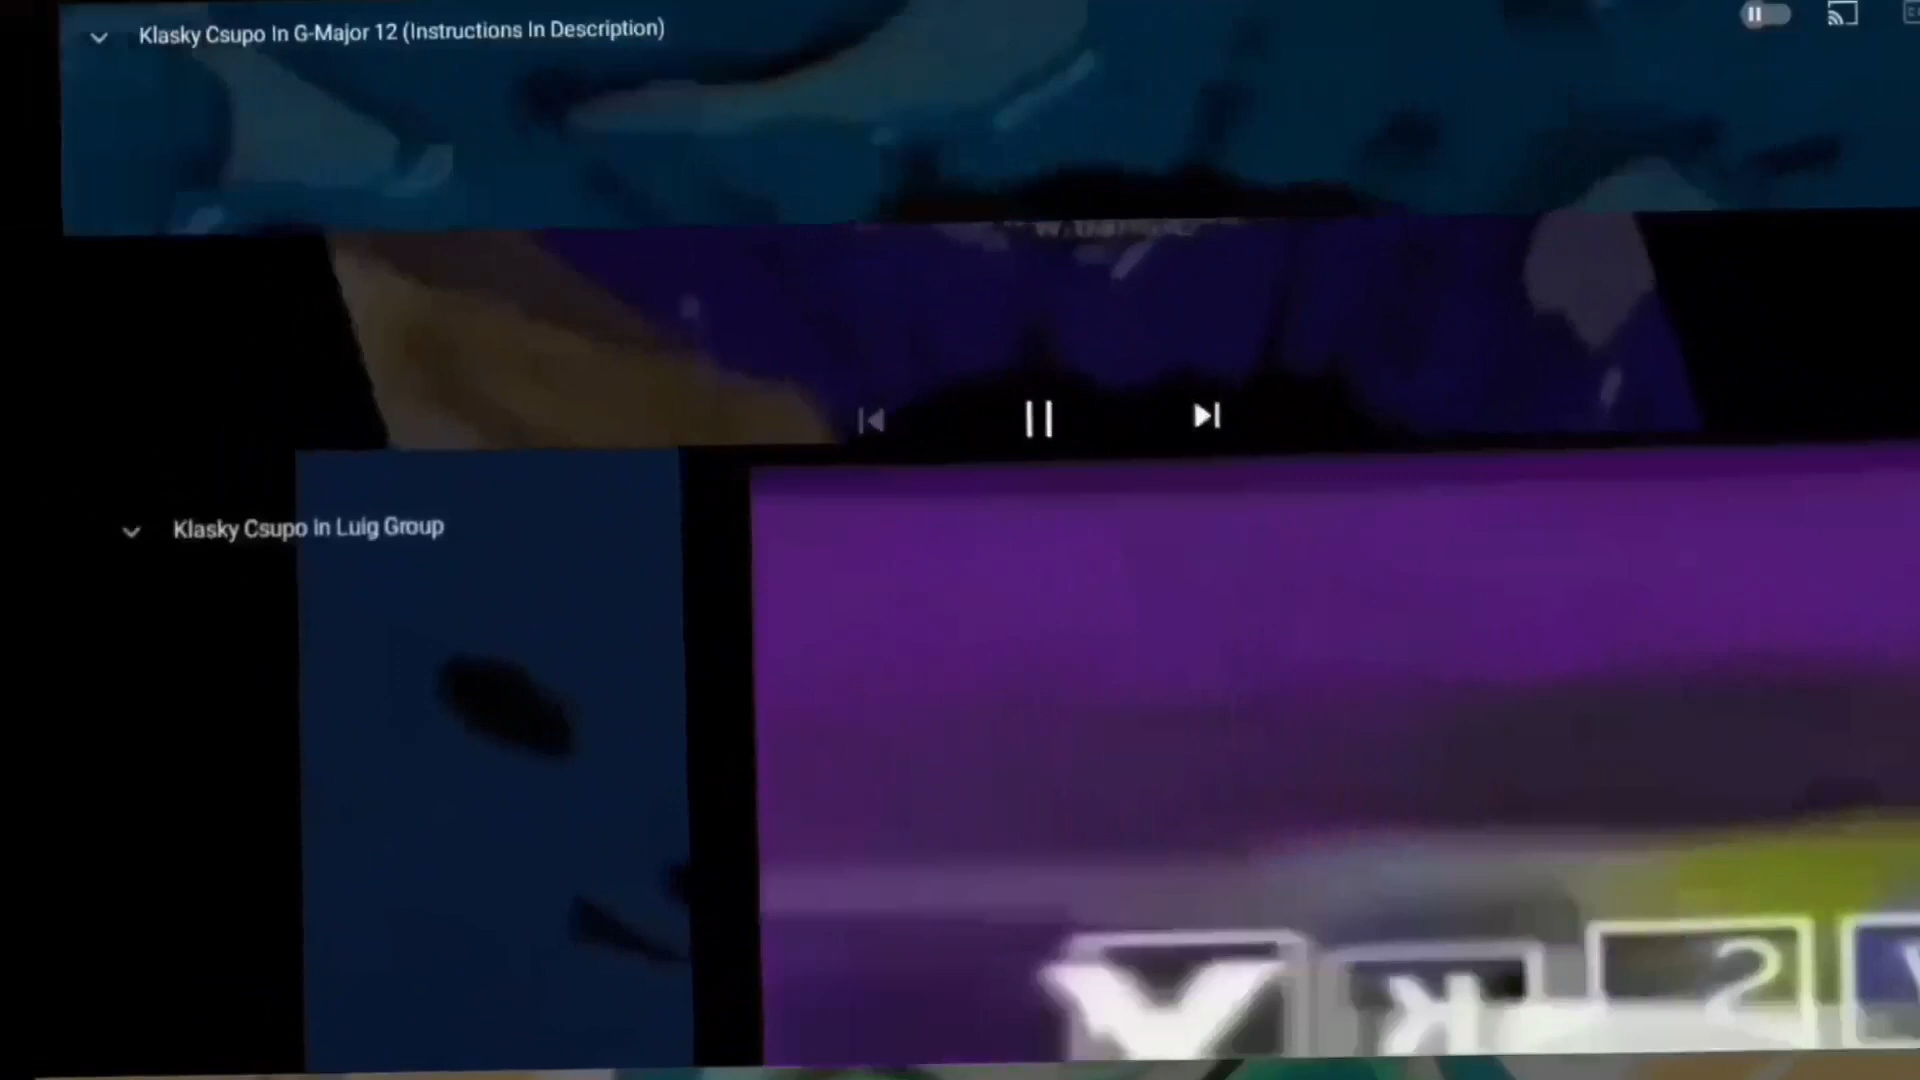 Klasky Csupo In G-Major 12 (Instructions In Description)
Klasky Csupo in Luig Group
Y K S